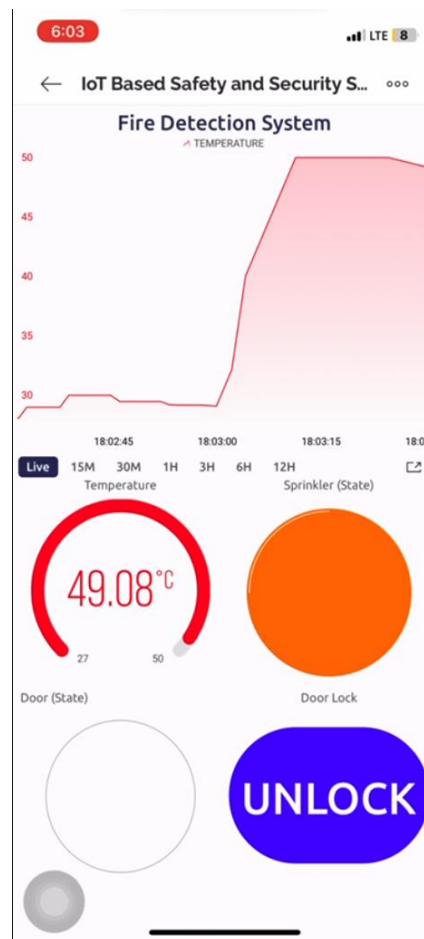 6:03
LTE 8
IoT Based Safety and Security S...
Fire Detection System
TEMPERATURE
50
45
40
35
30
18:02:45 18:03:00 18:03:15 18:0
Live 15M 30M 1H 3H 6H 12H
Temperature Sprinkler (State)
49.08°C
27 50
Door (State) Door Lock
UNLOCK